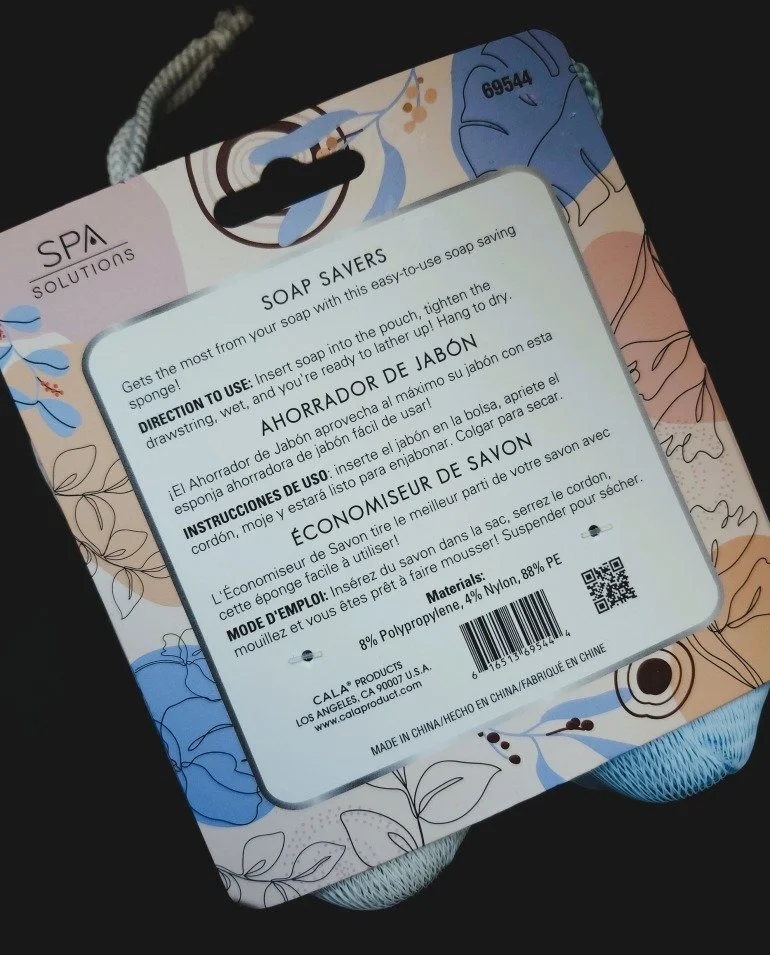 69544
SPA
SOLUTIONS
SOAP SAVERS
Gets the most from your soap with this easy-to-use soap saving
sponge!
DIRECTION TO USE: Insert soap into the pouch, tighten the
drawstring, wet, and you're ready to lather up! Hang to dry.
AHORRADOR DE JABÓN
¡El Ahorrador de Jabón aprovecha al máximo su jabón con esta
esponja ahorradora de jabón fácil de usar!
INSTRUCCIONES DE USO: inserte el jabón en la bolsa, apriete el
cordón, moje y estará listo para enjabonar. Colgar para secar.
ÉCONOMISEUR DE SAVON
L'Économiseur de Savon tire le meilleur parti de votre savon avec
cette éponge facile à utiliser!
MODE D'EMPLOI: Insérez du savon dans la sac, serrez le cordon,
mouillez et vous êtes prêt à faire mousser! Suspender pour sécher.
Materials:
8% Polypropylene, 4% Nylon, 88% PE
CALA® PRODUCTS
LOS ANGELES, CA 90007 U.S.A.
www.calaproduct.com
6 16513 69544 4
MADE IN CHINA/HECHO EN CHINA/FABRIQUÉ EN CHINE